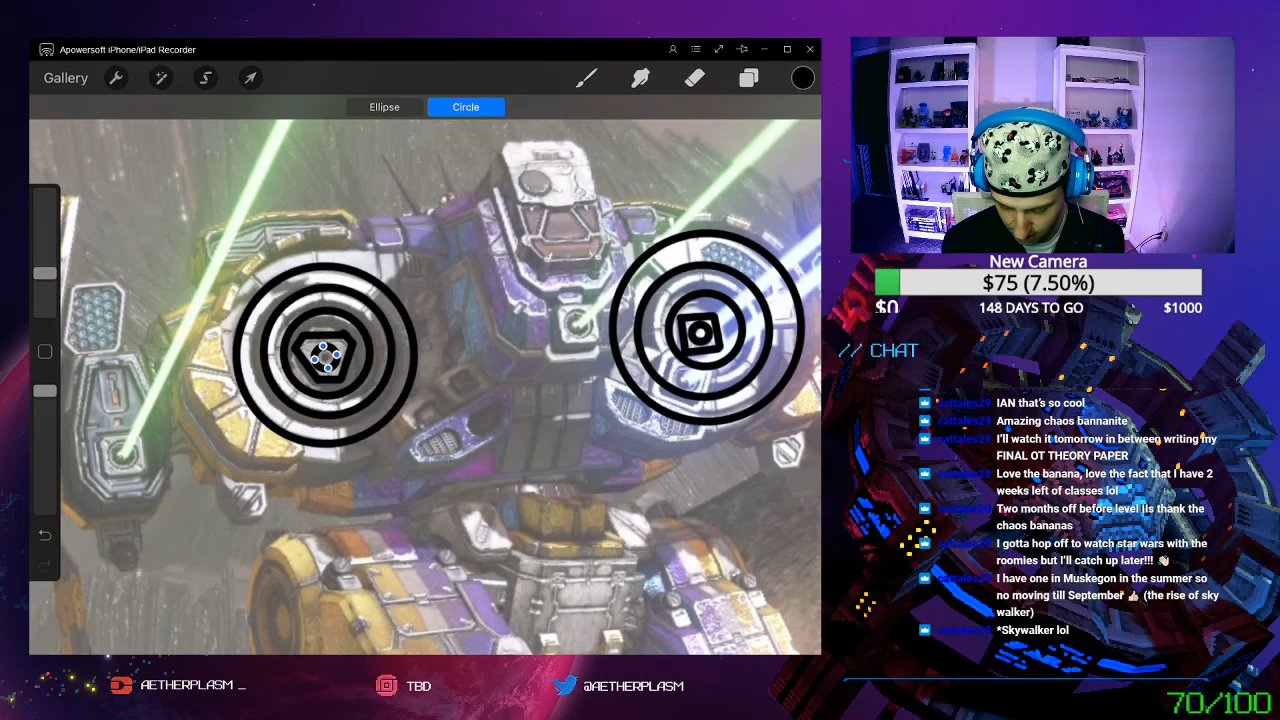 Apowersoft iPhone/iPad Recorder
Gallery
Ellipse Circle
New Camera
$75 (7.50%)
$0 148 DAYS TO GO $1000
// CHAT
cattales29 IAN that's so cool
cattales29 Amazing chaos bannanite
cattales29 I'll watch it tomorrow in between writing my
FINAL OT THEORY PAPER
cattales29 Love the banana, love the fact that I have 2
weeks left of classes lol
cattales29 Two months off before level IIs thank the
chaos bananas
cattales29 I gotta hop off to watch star wars with the
roomies but I'll catch up later!!! 👋🏻
cattales29 I have one in Muskegon in the summer so
no moving till September 👍🏻 (the rise of sky
walker)
cattales29 *Skywalker lol
AETHERPLASM _
TBD
@AETHERPLASM
70/100